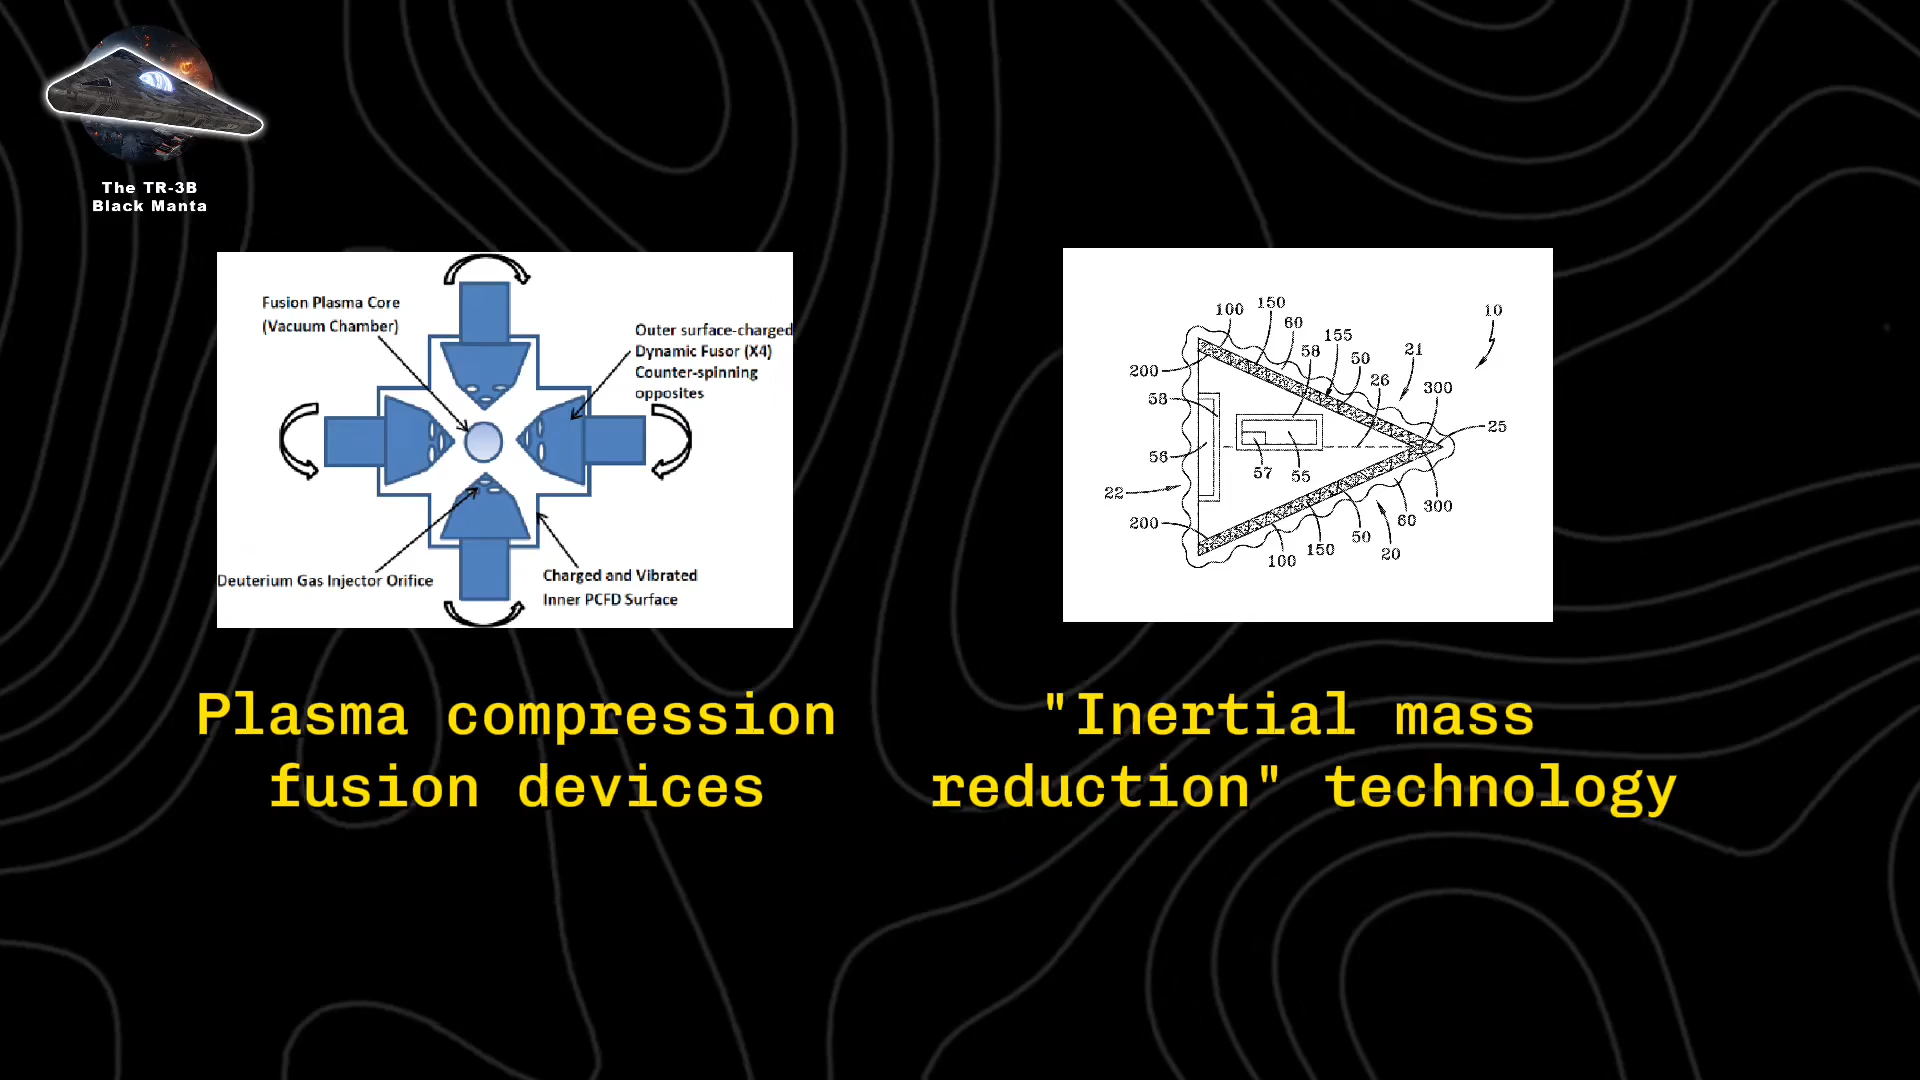 The TR-3B
Black Manta
Fusion Plasma Core
(Vacuum Chamber)
Outer surface-charged
Dynamic Fusor (X4)
Counter-spinning
opposites
Deuterium Gas Injector Orifice
Charged and Vibrated
Inner PCFD Surface
100
150
60
155
58
50
21
26
300
10
200
53
56
22
57
55
25
300
60
50
20
150
100
200
Plasma compression
fusion devices
"Inertial mass
reduction" technology